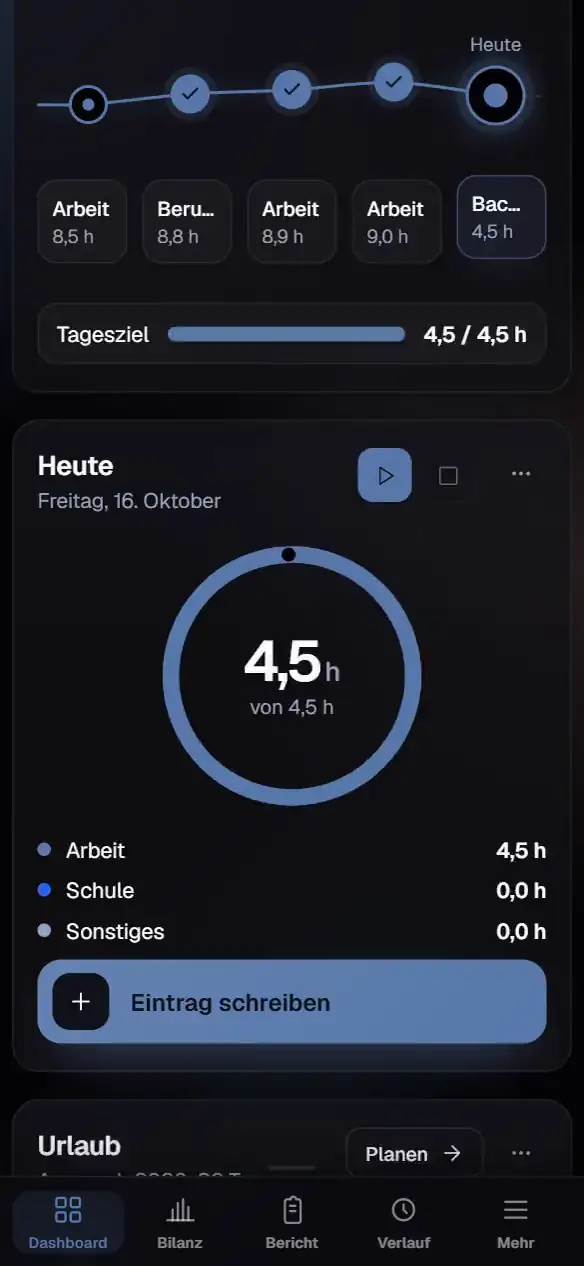 Heute
Arbeit
8,5 h
Beru...
8,8 h
Arbeit
8,9 h
Arbeit
9,0 h
Bac...
4,5 h
Tagesziel 4,5 / 4,5 h
Heute
Freitag, 16. Oktober
4,5 h
von 4,5 h
Arbeit 4,5 h
Schule 0,0 h
Sonstiges 0,0 h
Eintrag schreiben
Urlaub
Planen
Dashboard Bilanz Bericht Verlauf Mehr